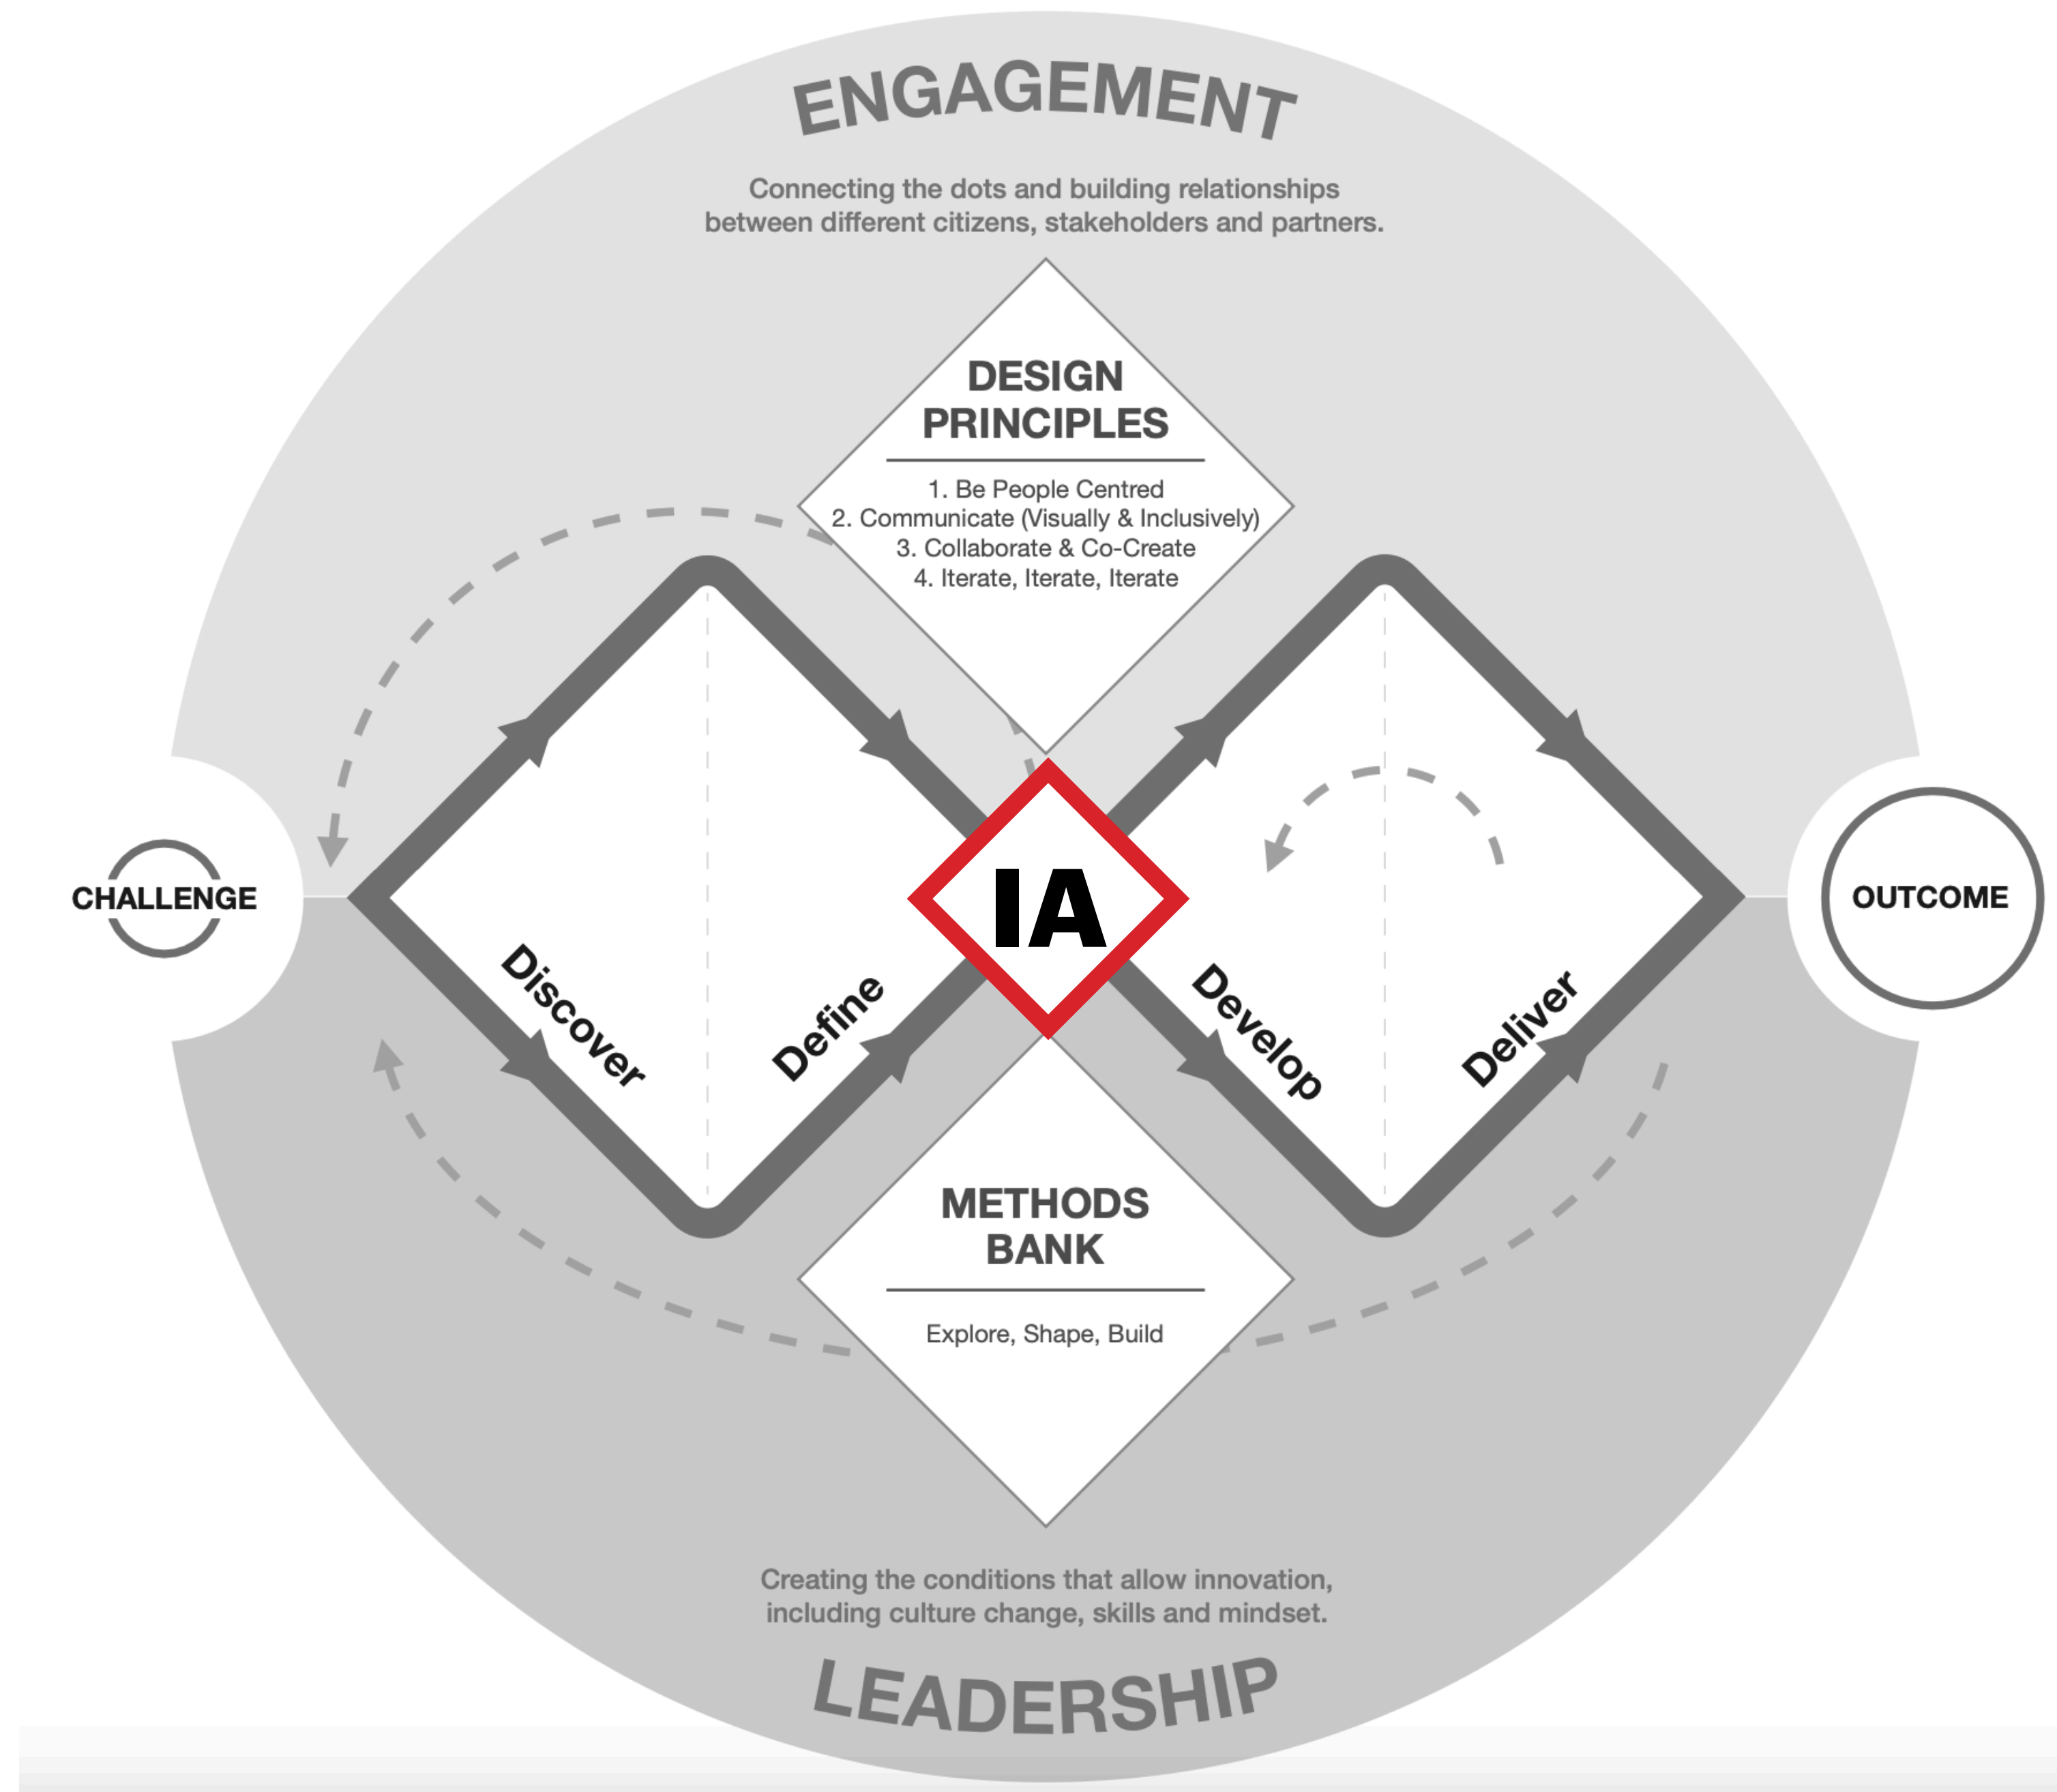 ENGAGEMENT
Connecting the dots and building relationships
between different citizens, stakeholders and partners.
DESIGN
PRINCIPLES
1. Be People Centred
2. Communicate (Visually & Inclusively)
3. Collaborate & Co-Create
4. Iterate, Iterate, Iterate
CHALLENGE
IA
OUTCOME
Discover
Define
Develop
Deliver
METHODS
BANK
Explore, Shape, Build
Creating the conditions that allow innovation,
including culture change, skills and mindset.
LEADERSHIP